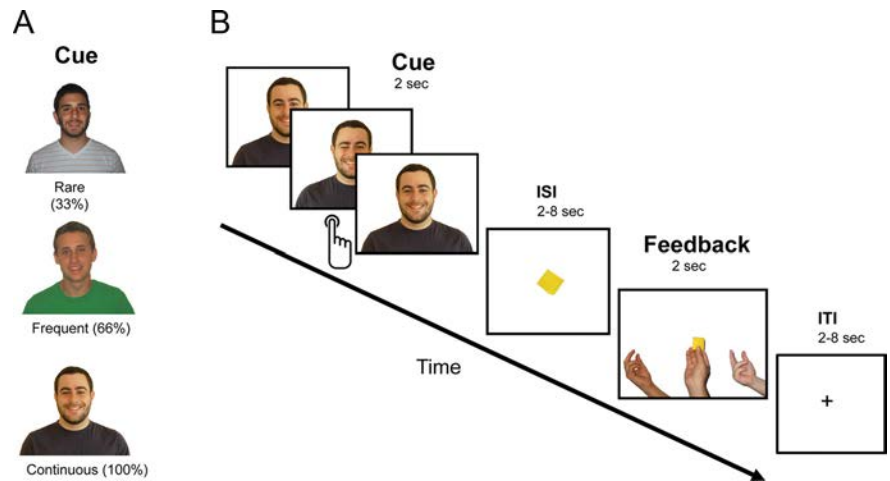 A
Cue
Rare
(33%)
Frequent (66%)
Continuous (100%)
B
Cue
2 sec
ISI
2-8 sec
Feedback
2 sec
ITI
2-8 sec
Time